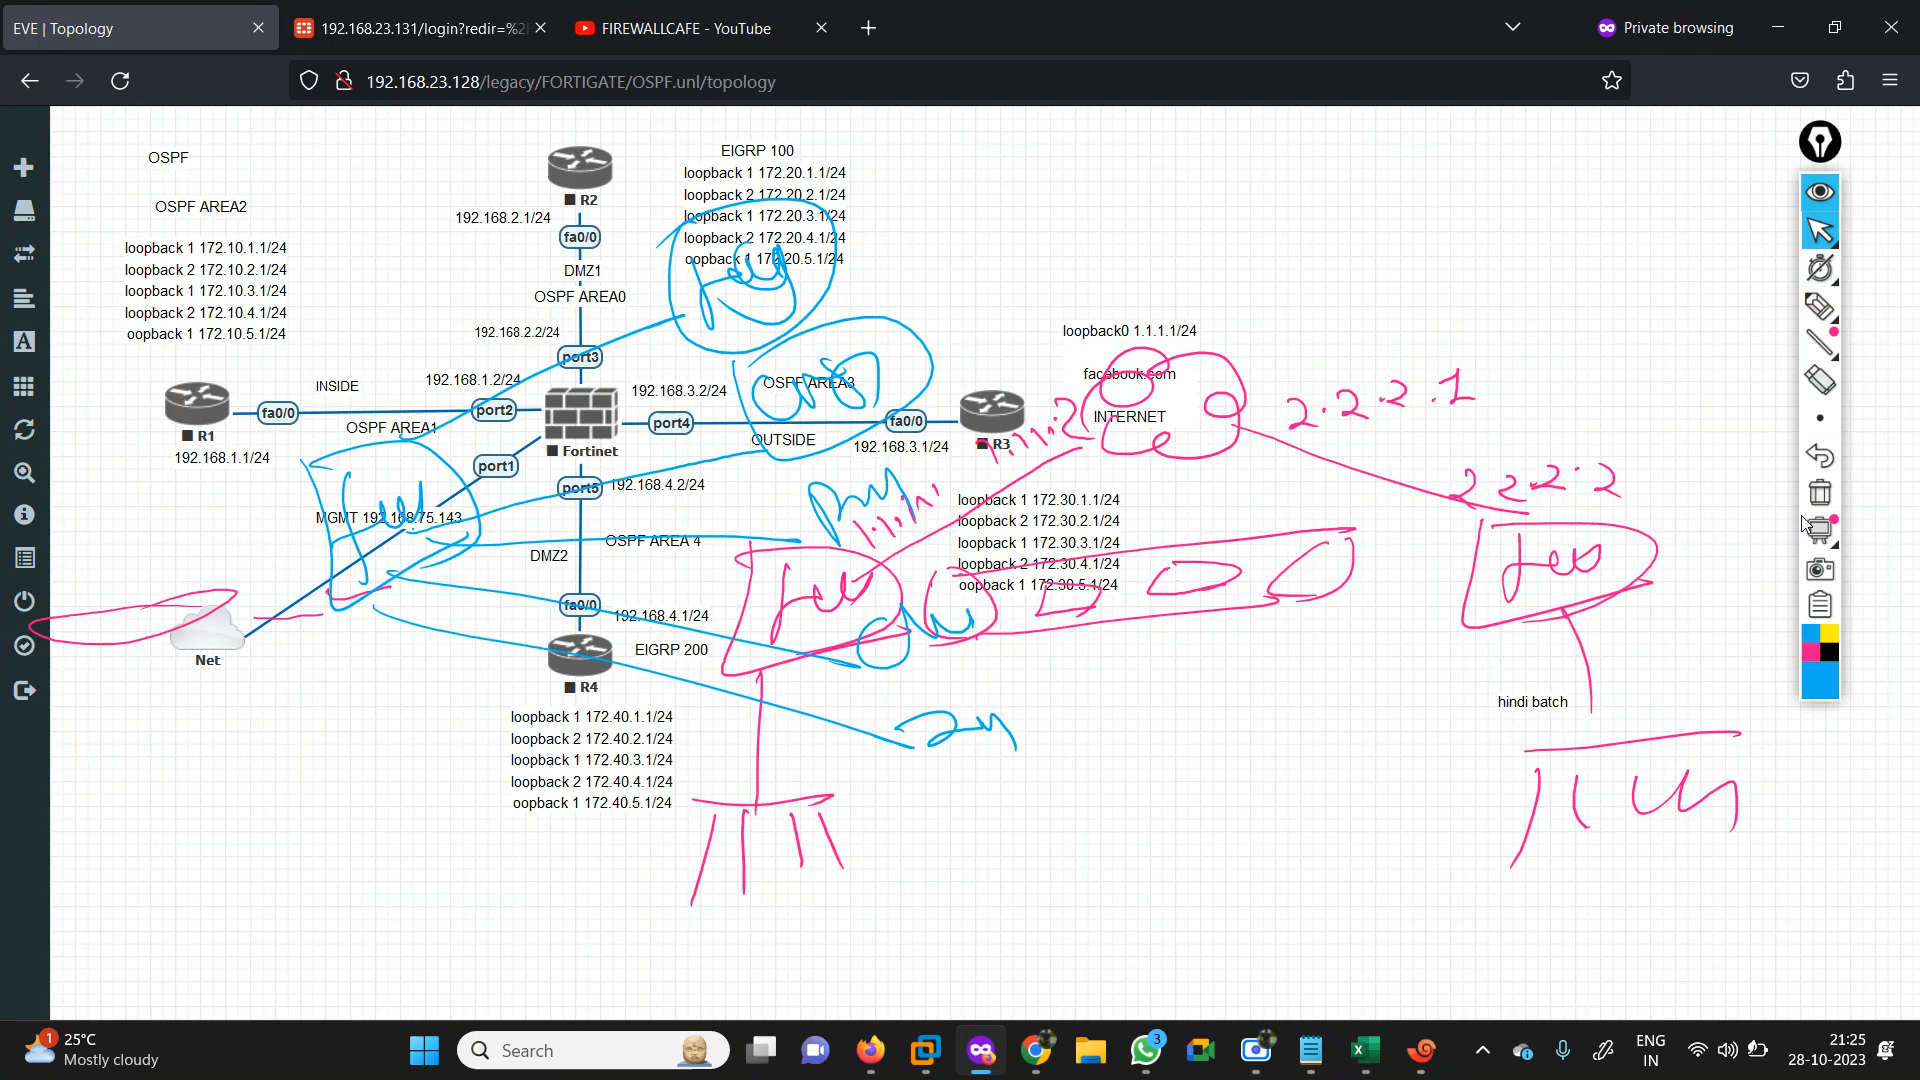 EVE | Topology
192.168.23.131/login?redir=%2F
FIREWALLCAFE - YouTube
Private browsing
192.168.23.128/legacy/FORTIGATE/OSPF.unl/topology
OSPF
OSPF AREA2
loopback 1 172.10.1.1/24
loopback 2 172.10.2.1/24
loopback 1 172.10.3.1/24
loopback 2 172.10.4.1/24
oopback 1 172.10.5.1/24
R2
192.168.2.1/24
fa0/0
DMZ1
OSPF AREA0
192.168.2.2/24
port3
EIGRP 100
loopback 1 172.20.1.1/24
loopback 2 172.20.2.1/24
loopback 1 172.20.3.1/24
loopback 2 172.20.4.1/24
oopback 1 172.20.5.1/24
loopback0 1.1.1.1/24
facebook.com
INTERNET
2.2.2.1
2 2.2.2
INSIDE
192.168.1.2/24
fa0/0
port2
R1
OSPF AREA1
192.168.1.1/24
Fortinet
192.168.3.2/24
port4
OSPF AREA3
OUTSIDE
fa0/0
192.168.3.1/24
R3
port1
port5
192.168.4.2/24
MGMT 192.168.75.143
DMZ2
OSPF AREA 4
fa0/0
192.168.4.1/24
Net
R4
EIGRP 200
loopback 1 172.30.1.1/24
loopback 2 172.30.2.1/24
loopback 1 172.30.3.1/24
loopback 2 172.30.4.1/24
oopback 1 172.30.5.1/24
hindi batch
loopback 1 172.40.1.1/24
loopback 2 172.40.2.1/24
loopback 1 172.40.3.1/24
loopback 2 172.40.4.1/24
oopback 1 172.40.5.1/24
1
25°C
Mostly cloudy
Search
3
ENG
IN
21:25
28-10-2023